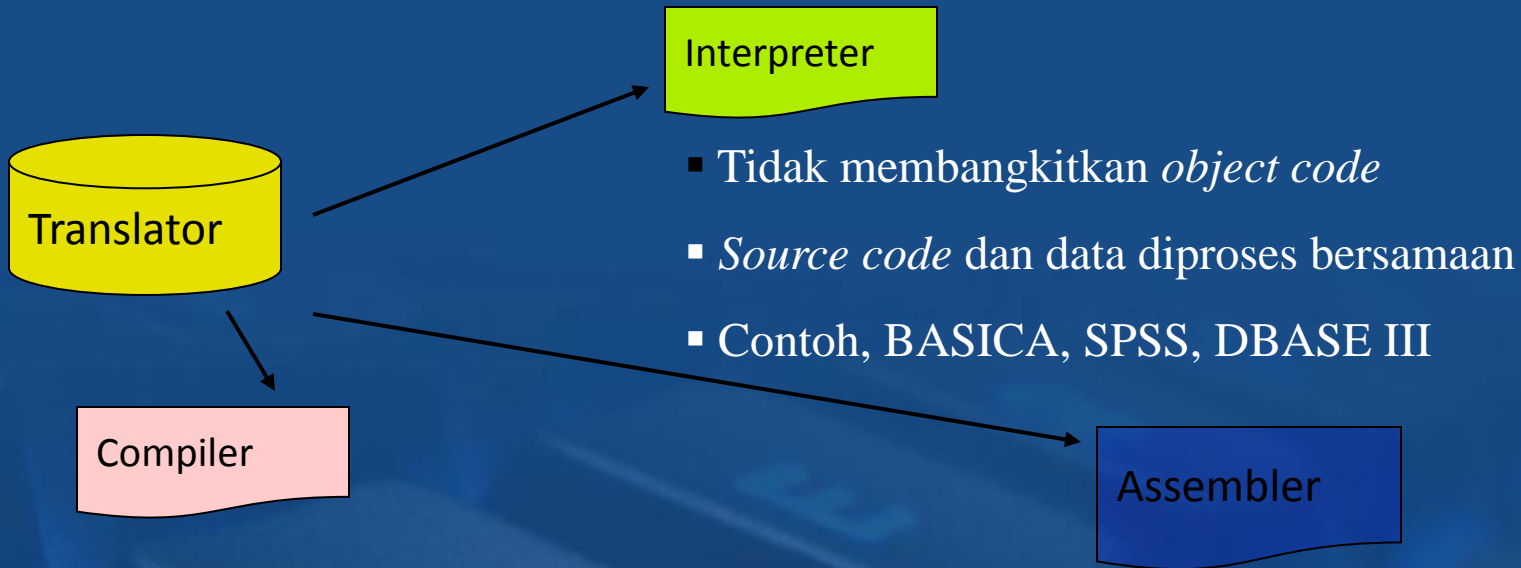 Interpreter
Translator
▪ Tidak membangkitkan object code
▪ Source code dan data diproses bersamaan
▪ Contoh, BASICA, SPSS, DBASE III
Compiler
Assembler